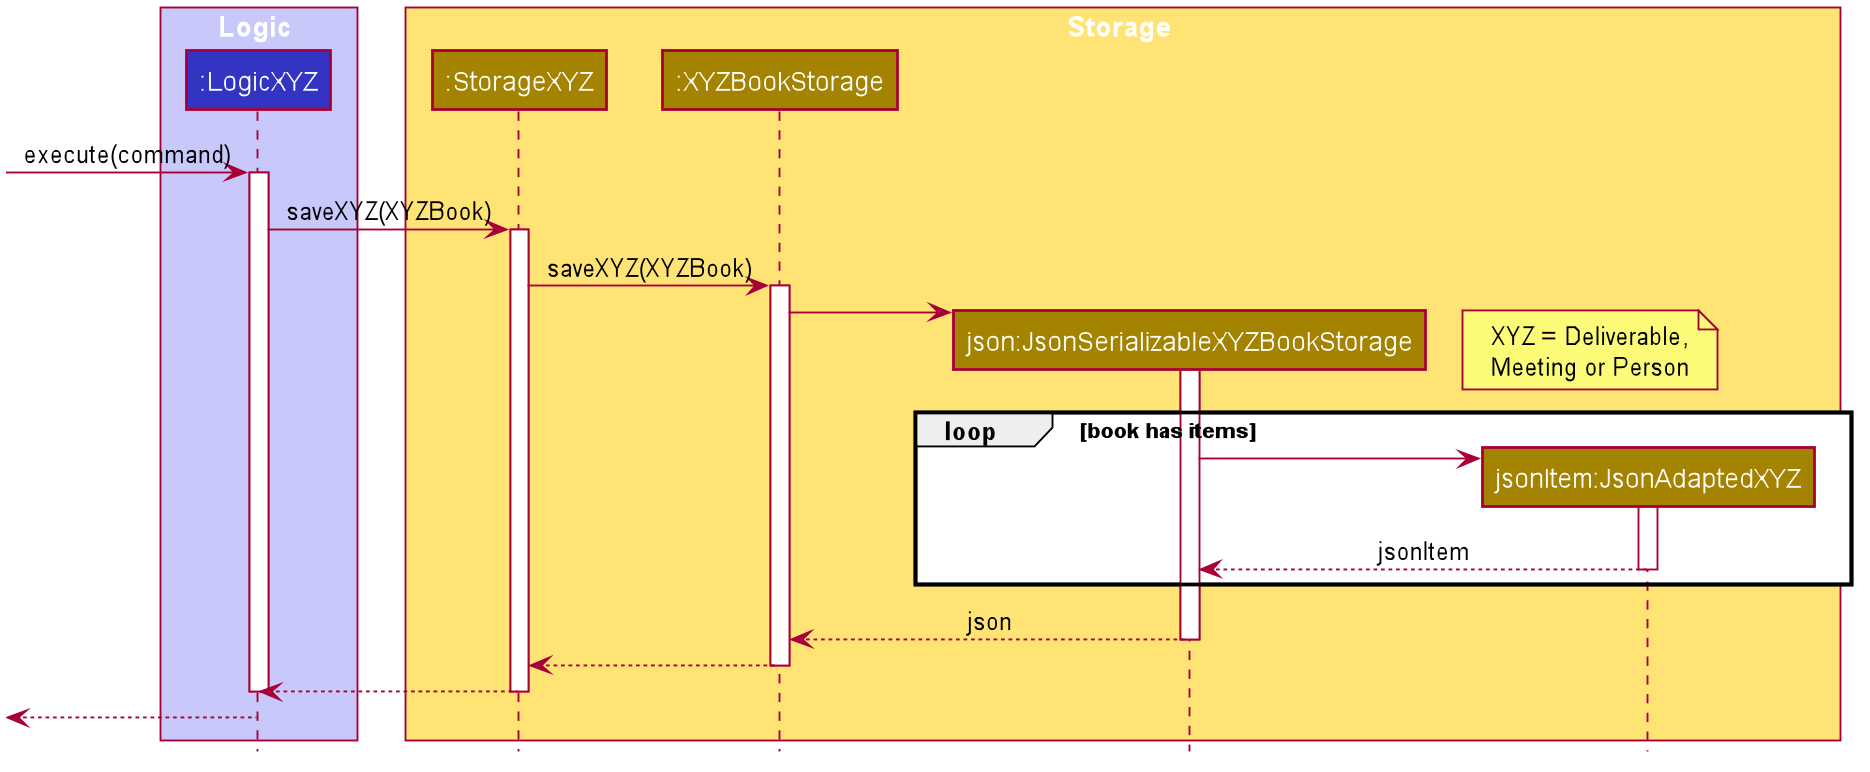 Logic
Storage
:LogicXYZ
:StorageXYZ
:XYZBookStorage
execute(command)
saveXYZ(XYZBook)
saveXYZ(XYZBook)
json:JsonSerializableXYZBookStorage
XYZ = Deliverable,
Meeting or Person
loop
[book has items]
jsonItem:JsonAdaptedXYZ
jsonItem
json